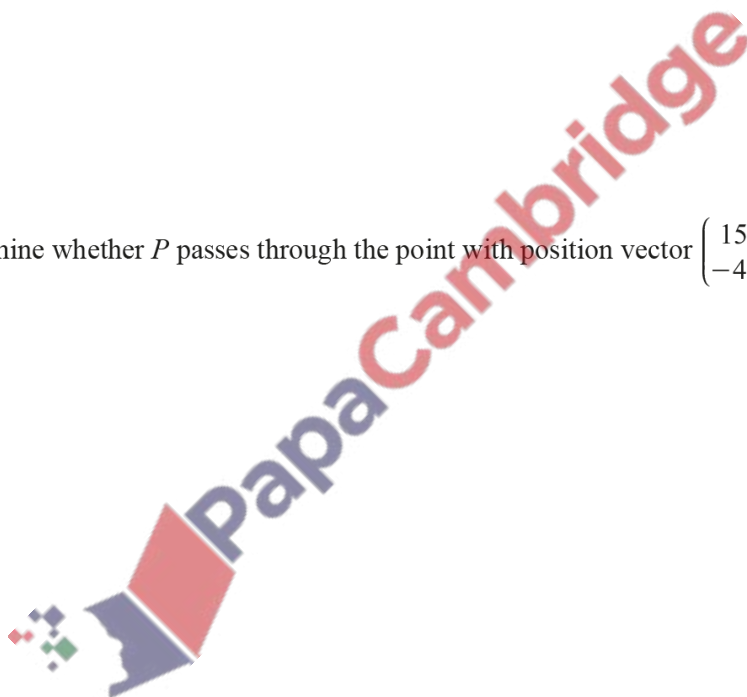 nine whether P passes through the point with position vector ( 15
−4
PapaCambridge